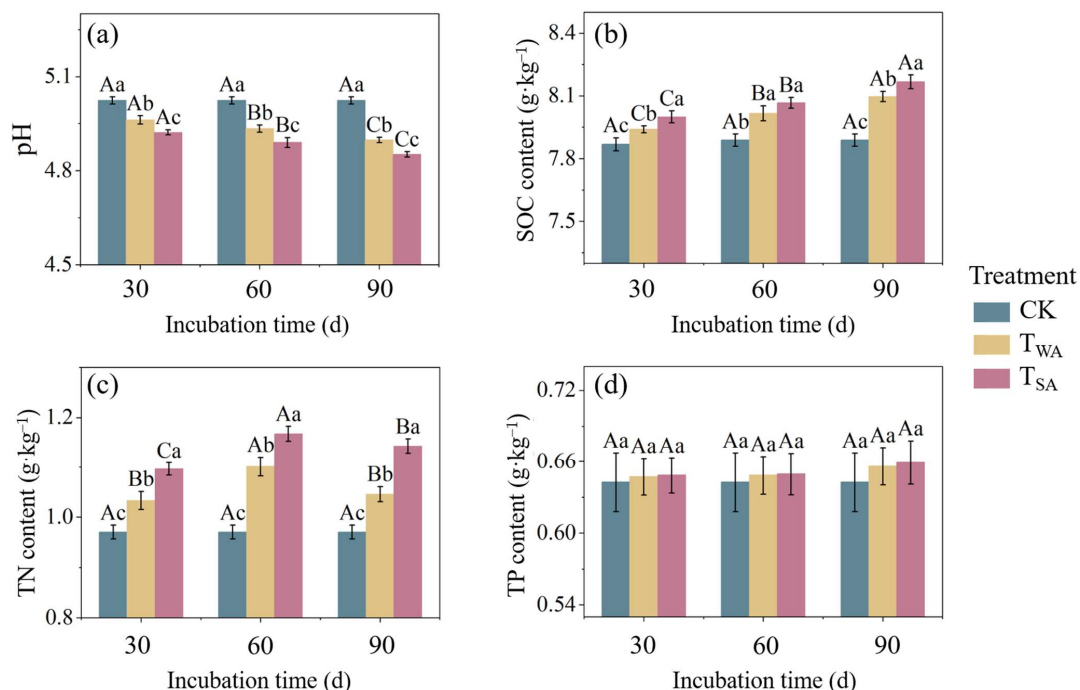 (a)
pH
5.1
4.8
4.5
Aa Ab Ac
Aa Bb Bc
Aa Cb Cc
30 60 90
Incubation time (d)
(b)
SOC content (g·kg⁻¹)
8.4
8.1
7.8
7.5
Ac Cb Ca
Ab Ba Ba
Ac Ab Aa
30 60 90
Incubation time (d)
Treatment
CK
T_WA
T_SA
(c)
TN content (g·kg⁻¹)
1.2
1.0
0.8
Ac Bb Ca
Ac Ab Aa
Ac Bb Ba
30 60 90
Incubation time (d)
(d)
TP content (g·kg⁻¹)
0.72
0.66
0.60
0.54
Aa Aa Aa
Aa Aa Aa
Aa Aa Aa
30 60 90
Incubation time (d)